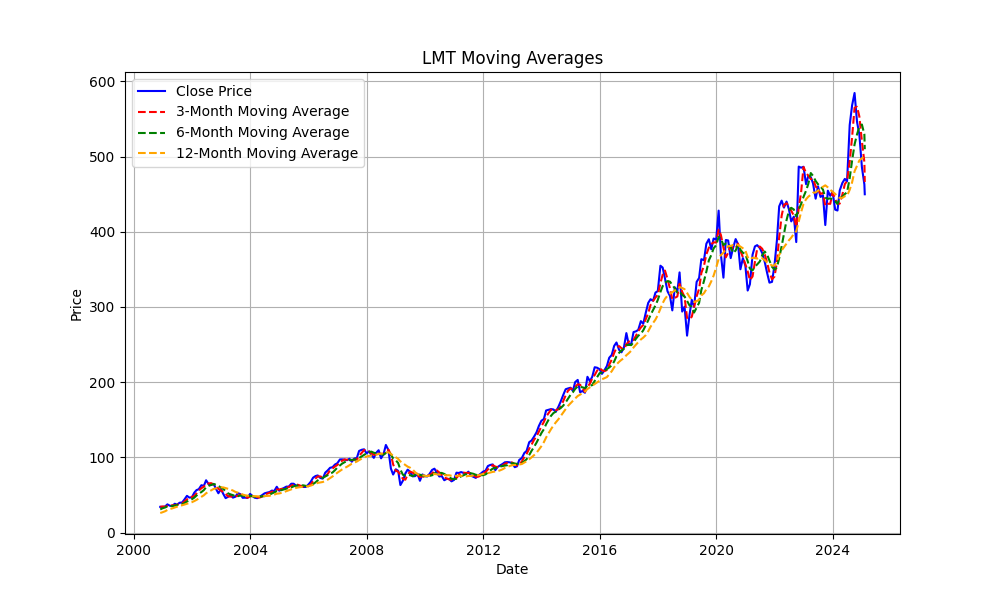 LMT Moving Averages
600
500
400
300
200
100
0
Price
Close Price
3-Month Moving Average
6-Month Moving Average
12-Month Moving Average
2000 2004 2008 2012 2016 2020 2024
Date